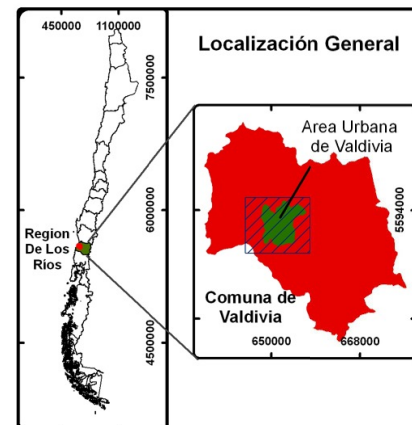 450000 1100000
Localización General
7500000
6000000
4500000
Region
De Los
Ríos
Area Urbana
de Valdivia
5594000
Comuna de
Valdivia
650000 668000